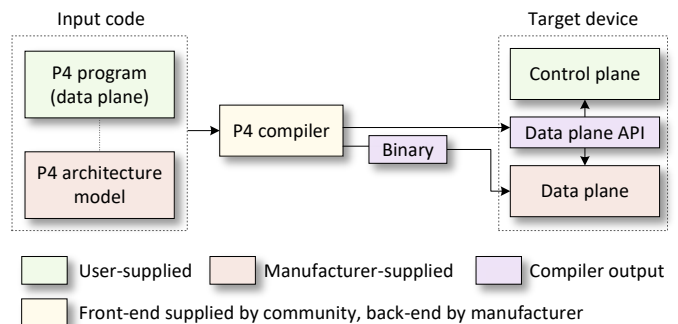 Input code
Target device
P4 program
(data plane)
P4 architecture
model
P4 compiler
Binary
Control plane
Data plane API
Data plane
User-supplied
Manufacturer-supplied
Compiler output
Front-end supplied by community, back-end by manufacturer